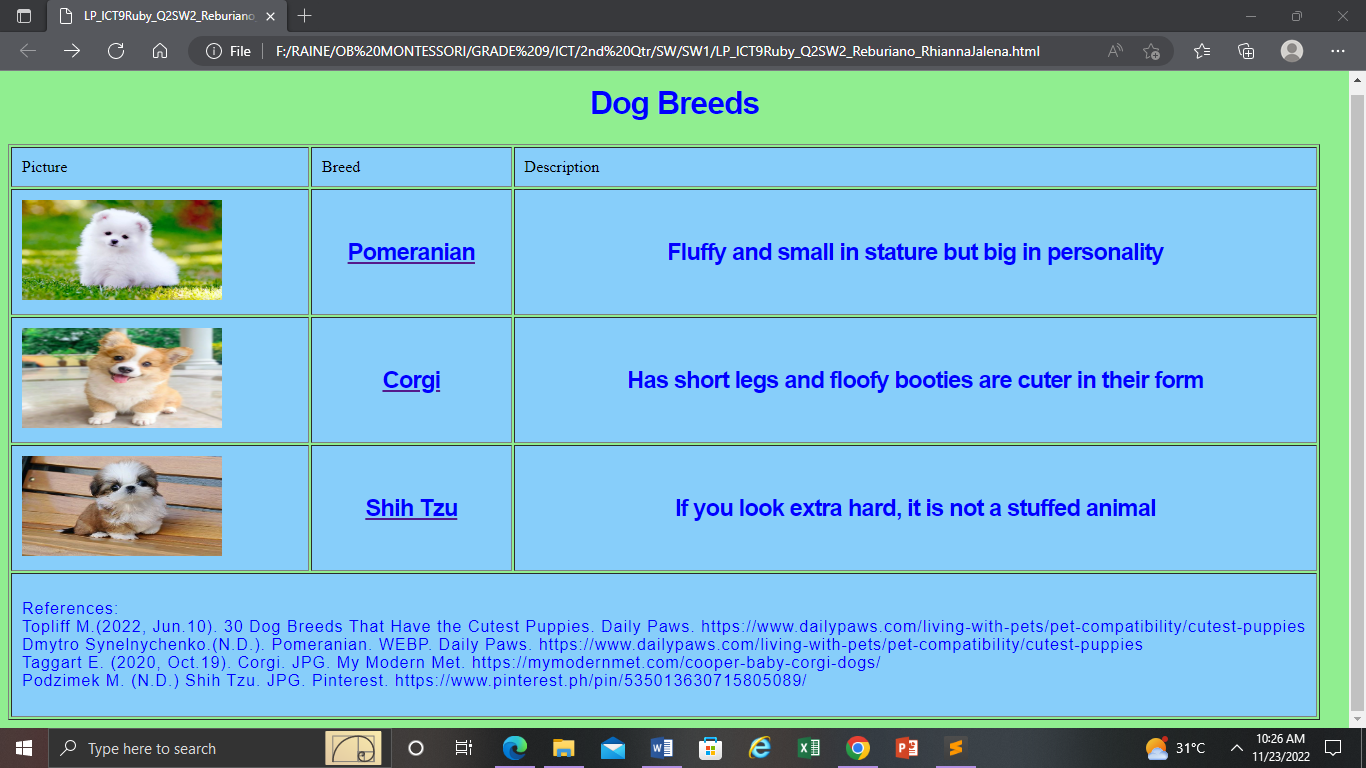 LP_ICT9Ruby_Q2SW2_Reburiano
File
F:/RAINE/OB%20MONTESSORI/GRADE%209/ICT/2nd%20Qtr/SW/SW1/LP_ICT9Ruby_Q2SW2_Reburiano_RhiannaJalena.html
Dog Breeds
Picture Breed Description
Pomeranian Fluffy and small in stature but big in personality
Corgi Has short legs and floofy booties are cuter in their form
Shih Tzu If you look extra hard, it is not a stuffed animal
References:
Topliff M.(2022, Jun.10). 30 Dog Breeds That Have the Cutest Puppies. Daily Paws. https://www.dailypaws.com/living-with-pets/pet-compatibility/cutest-puppies
Dmytro Synelnychenko.(N.D.). Pomeranian. WEBP. Daily Paws. https://www.dailypaws.com/living-with-pets/pet-compatibility/cutest-puppies
Taggart E. (2020, Oct.19). Corgi. JPG. My Modern Met. https://mymodernmet.com/cooper-baby-corgi-dogs/
Podzimek M. (N.D.) Shih Tzu. JPG. Pinterest. https://www.pinterest.ph/pin/535013630715805089/
Type here to search
31°C
10:26 AM
11/23/2022